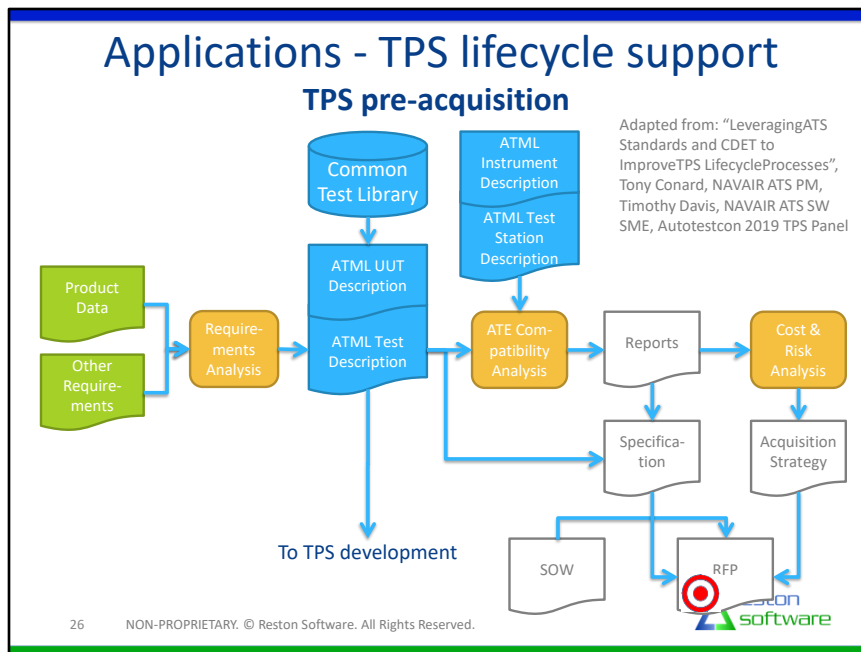 Applications - TPS lifecycle support
TPS pre-acquisition
Adapted from: “LeveragingATS
Standards and CDET to
ImproveTPS LifecycleProcesses”,
Tony Conard, NAVAIR ATS PM,
Timothy Davis, NAVAIR ATS SW
SME, Autotestcon 2019 TPS Panel
Common
Test Library
ATML
Instrument
Description
ATML Test
Station
Description
Product
Data
Other
Require-
ments
Require-
ments
Analysis
ATML UUT
Description
ATML Test
Description
ATE Com-
patibility
Analysis
Reports
Cost &
Risk
Analysis
Specifica-
tion
Acquisition
Strategy
To TPS development
SOW
RFP
eston
software
26
NON-PROPRIETARY. © Reston Software. All Rights Reserved.